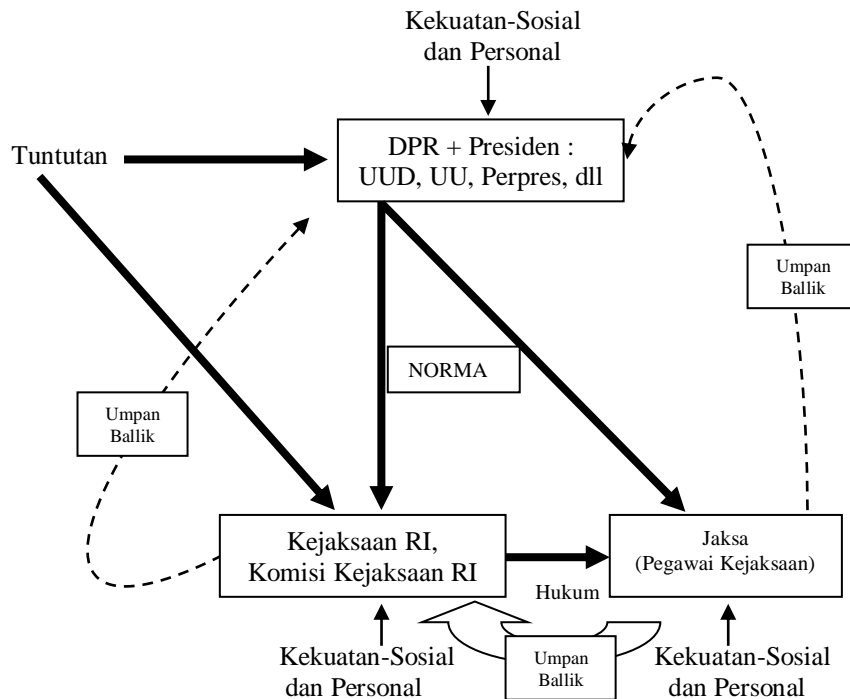 Kekuatan-Sosial
dan Personal
DPR + Presiden :
UUD, UU, Perpres, dll
Tuntutan
Umpan
Ballik
NORMA
Umpan
Ballik
Kejaksaan RI,
Komisi Kejaksaan RI
Jaksa
(Pegawai Kejaksaan)
Hukum
Kekuatan-Sosial
dan Personal
Umpan
Ballik
Kekuatan-Sosial
dan Personal